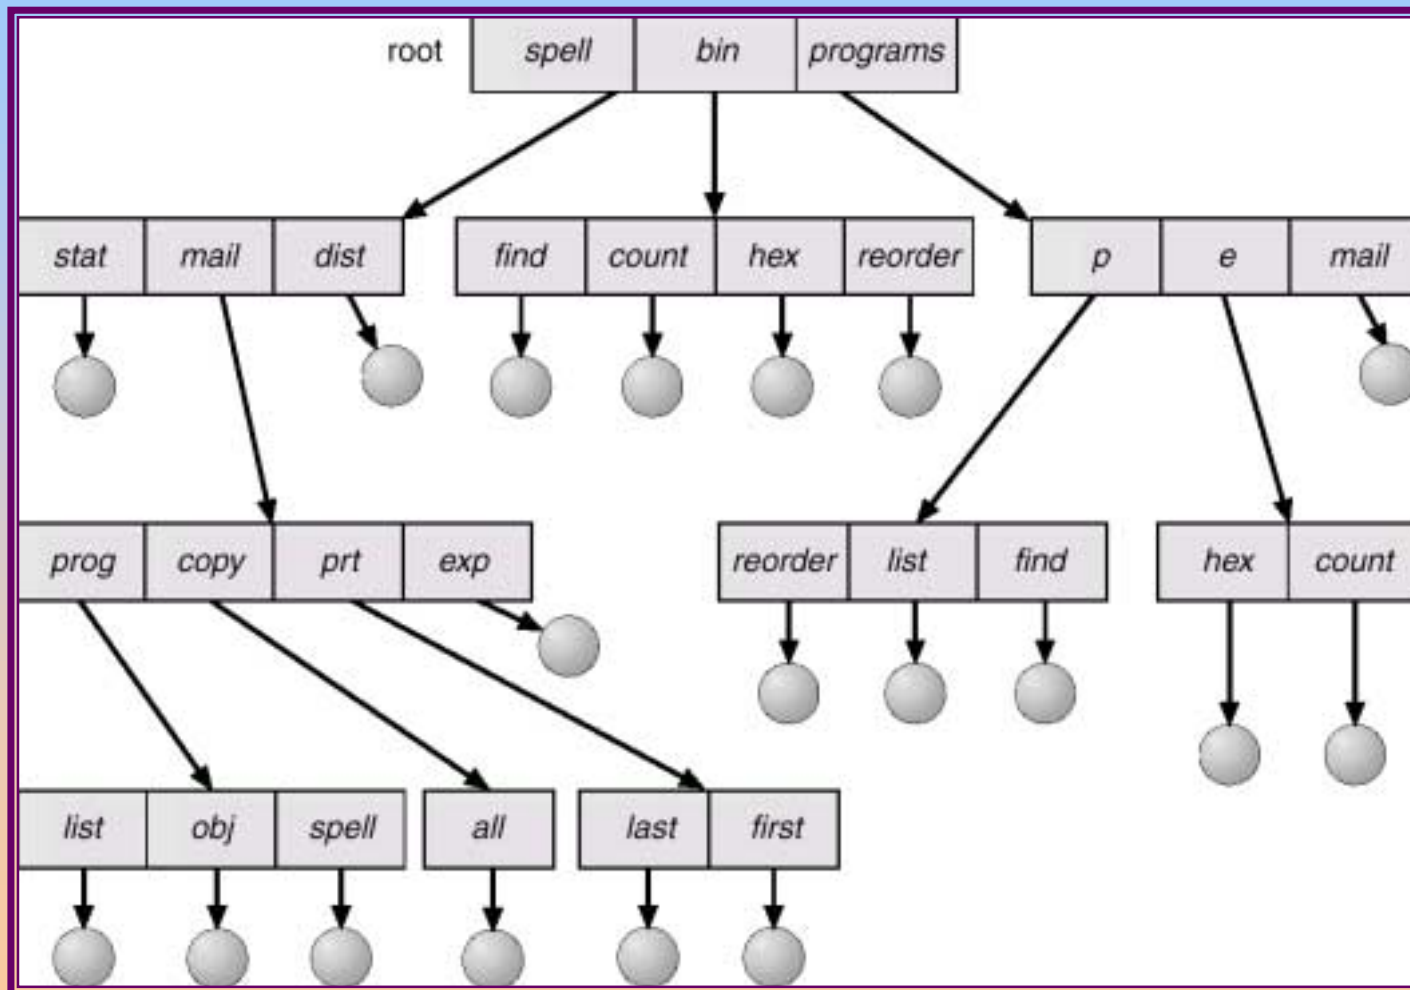 root spell bin programs
stat mail dist find count hex reorder p e mail
prog copy prt exp reorder list find hex count
list obj spell all last first